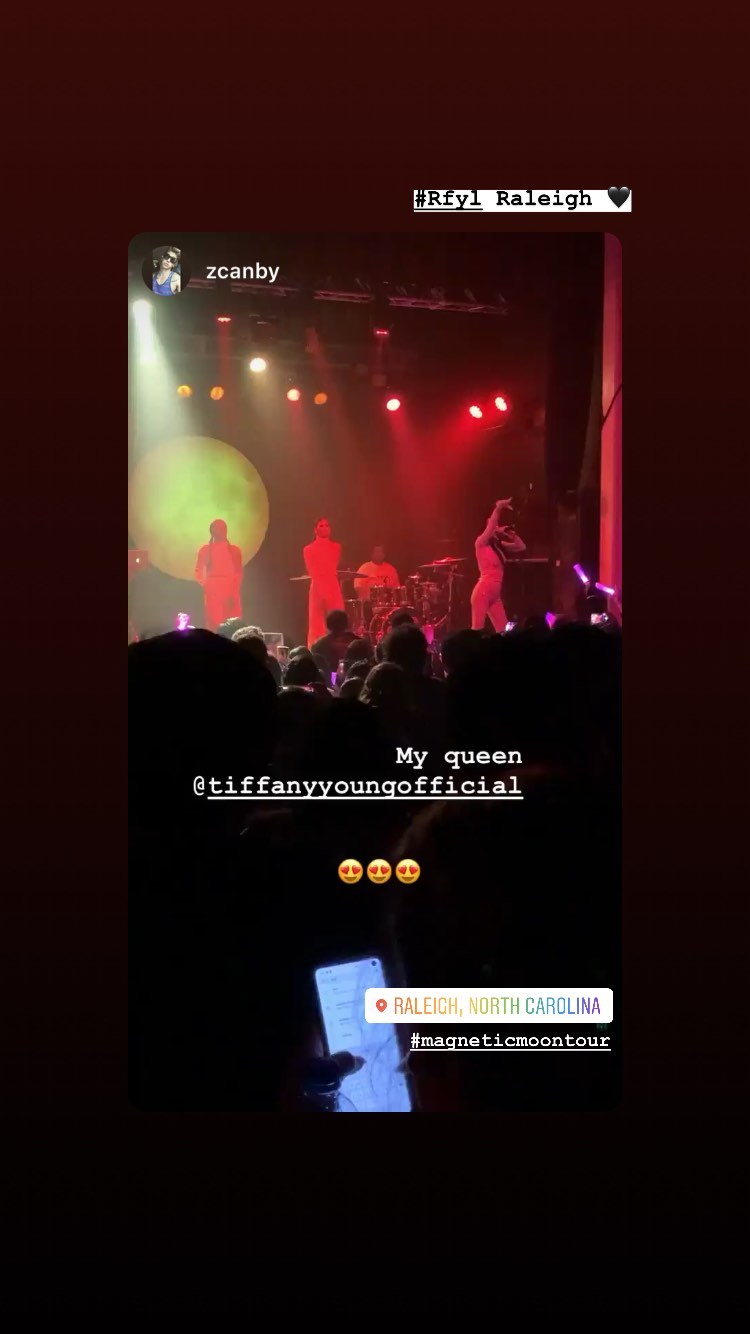 #Rfyl Raleigh 🖤
zcanby
My queen
@tiffanyyoungofficial
😍😍😍
RALEIGH, NORTH CAROLINA
#magneticmoontour